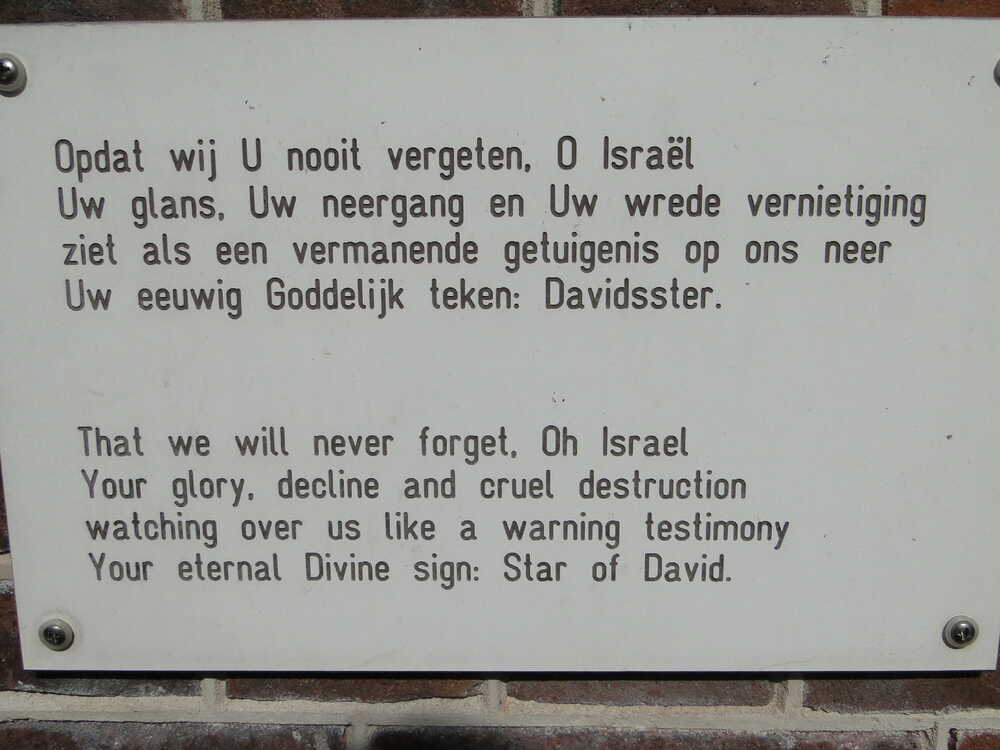 Opdat wij U nooit vergeten, O Israël
Uw glans, Uw neergang en Uw wrede vernietiging
ziet als een vermanende getuigenis op ons neer
Uw eeuwig Goddelijk teken: Davidsster.
That we will never forget, Oh Israel
Your glory, decline and cruel destruction
watching over us like a warning testimony
Your eternal Divine sign: Star of David.